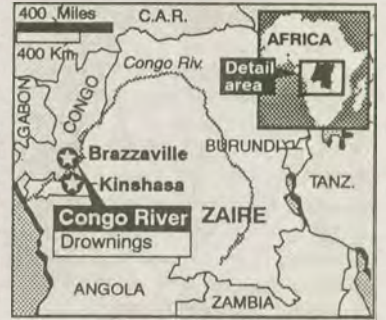 400 Miles
400 Km
C.A.R.
AFRICA
Detail
area
Congo Riv.
GABON
CONGO
Brazzaville
Kinshasa
BURUNDI
TANZ.
Congo River
Drownings
ZAIRE
ANGOLA
ZAMBIA